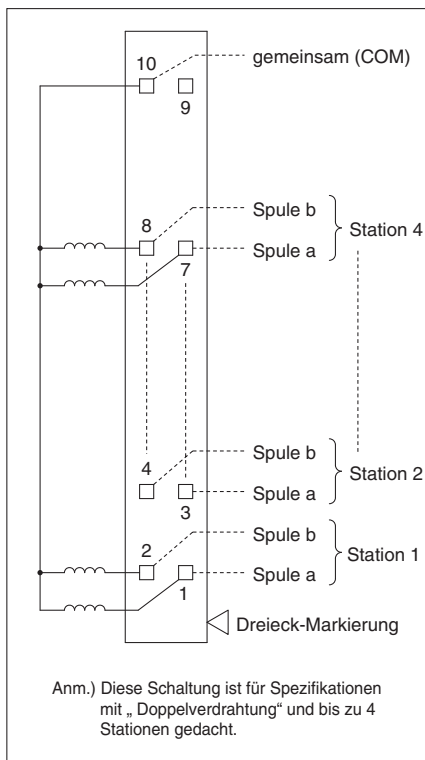 10 gemeinsam (COM)
9
8 Spule b
Station 4
Spule a
7
Spule b
4 Station 2
Spule a
3
Spule b
2 Station 1
Spule a
1
Dreieck-Markierung
Anm.) Diese Schaltung ist für Spezifikationen
mit „ Doppelverdrahtung“ und bis zu 4
Stationen gedacht.